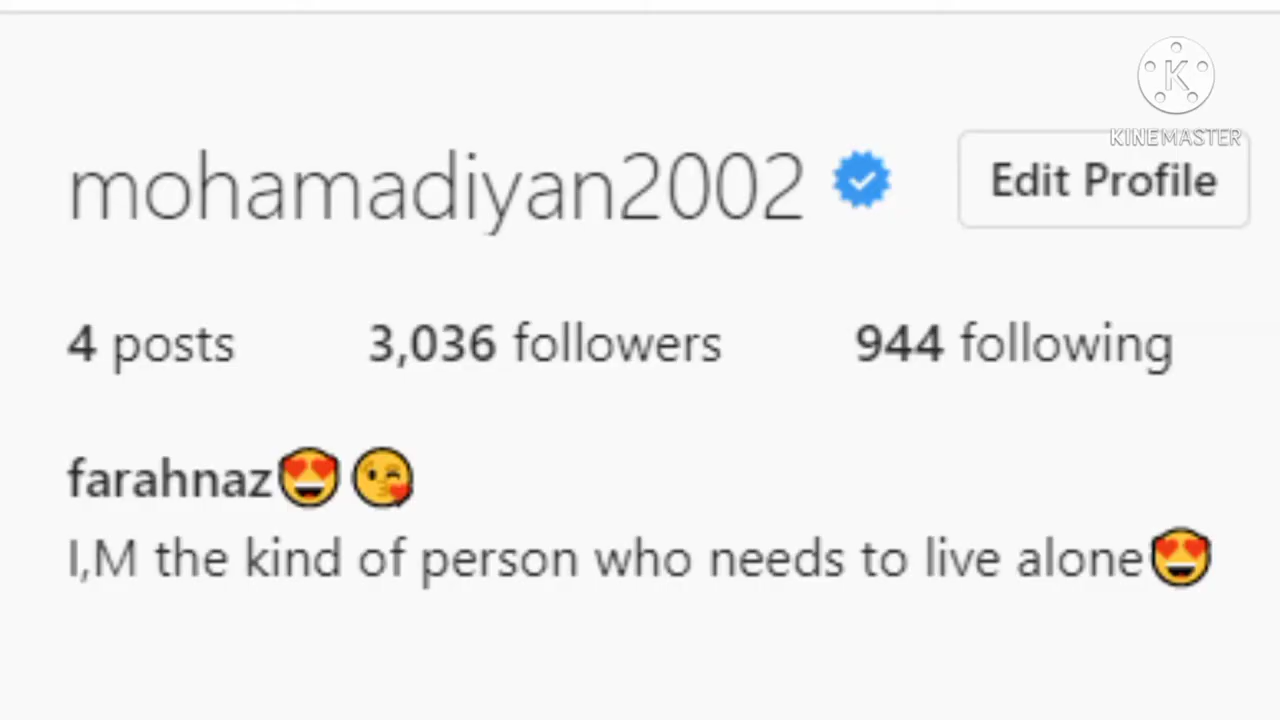 K
KINEMASTER
mohamadiyan2002 Edit Profile
4 posts 3,036 followers 944 following
farahnaz😍😘
I,M the kind of person who needs to live alone😍